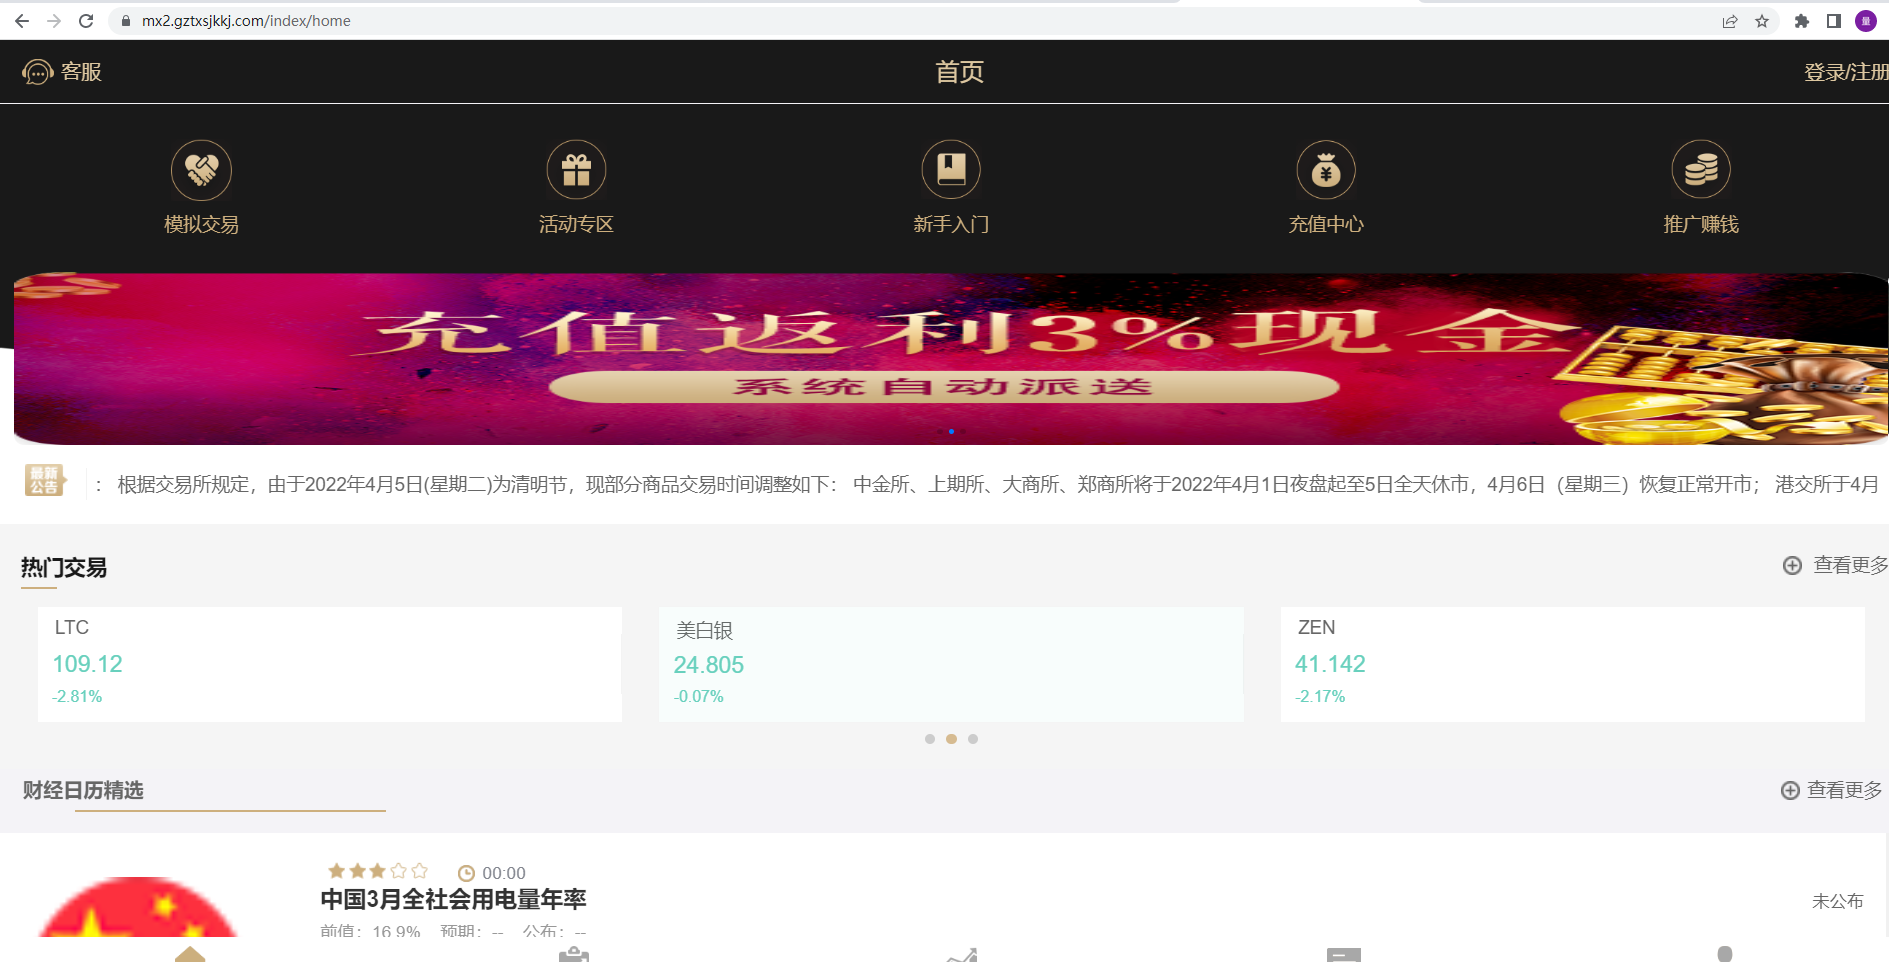 mx2.gztxsjkkj.com/index/home
量
客服
首页
登录/注册
模拟交易
活动专区
新手入门
充值中心
推广赚钱
充值返利3%现金
系统自动派送
最新
公告
： 根据交易所规定，由于2022年4月5日(星期二)为清明节，现部分商品交易时间调整如下： 中金所、上期所、大商所、郑商所将于2022年4月1日夜盘起至5日全天休市，4月6日（星期三）恢复正常开市； 港交所于4月
热门交易
查看更多
LTC
109.12
-2.81%
美白银
24.805
-0.07%
ZEN
41.142
-2.17%
财经日历精选
查看更多
00:00
中国3月全社会用电量年率
未公布
前值：16.9% 预期：-- 公布：--